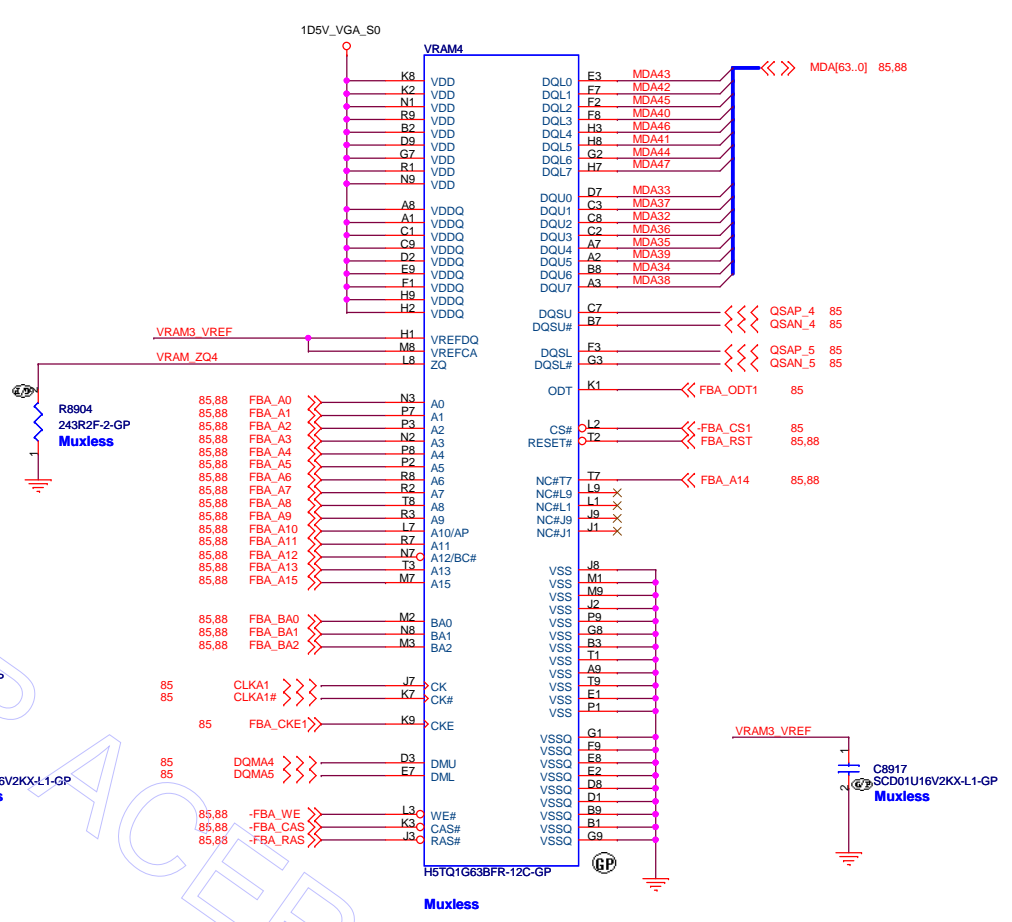 1D5V_VGA_S0
VRAM4
K8 VDD
K2 VDD
N1 VDD
R9 VDD
B2 VDD
D9 VDD
G7 VDD
R1 VDD
N9 VDD
A8 VDDQ
A1 VDDQ
C1 VDDQ
C9 VDDQ
D2 VDDQ
E9 VDDQ
F1 VDDQ
H9 VDDQ
H2 VDDQ
VRAM3_VREF H1 VREFDQ
M8 VREFCA
VRAM_ZQ4 L8 ZQ
2
R8904
243R2F-2-GP
Muxless
1
85,88 FBA_A0 N3 A0
85,88 FBA_A1 P7 A1
85,88 FBA_A2 P3 A2
85,88 FBA_A3 N2 A3
85,88 FBA_A4 P8 A4
85,88 FBA_A5 P2 A5
85,88 FBA_A6 R8 A6
85,88 FBA_A7 R2 A7
85,88 FBA_A8 T8 A8
85,88 FBA_A9 R3 A9
85,88 FBA_A10 L7 A10/AP
85,88 FBA_A11 R7 A11
85,88 FBA_A12 N7 A12/BC#
85,88 FBA_A13 T3 A13
85,88 FBA_A15 M7 A15
85,88 FBA_BA0 M2 BA0
85,88 FBA_BA1 N8 BA1
85,88 FBA_BA2 M3 BA2
85 CLKA1 J7 CK
85 CLKA1# K7 CK#
85 FBA_CKE1 K9 CKE
85 DQMA4 D3 DMU
85 DQMA5 E7 DML
85,88 -FBA_WE L3 WE#
85,88 -FBA_CAS K3 CAS#
85,88 -FBA_RAS J3 RAS#
DQL0 E3 MDA43
DQL1 F7 MDA42
DQL2 F2 MDA45
DQL3 F8 MDA40
DQL4 H3 MDA46
DQL5 H8 MDA41
DQL6 G2 MDA44
DQL7 H7 MDA47
MDA[63..0] 85,88
DQU0 D7 MDA33
DQU1 C3 MDA37
DQU2 C8 MDA32
DQU3 C2 MDA36
DQU4 A7 MDA35
DQU5 A2 MDA39
DQU6 B8 MDA34
DQU7 A3 MDA38
DQSU C7 QSAP_4 85
DQSU# B7 QSAN_4 85
DQSL F3 QSAP_5 85
DQSL# G3 QSAN_5 85
ODT K1 FBA_ODT1 85
CS# L2 -FBA_CS1 85
RESET# T2 FBA_RST 85,88
NC#T7 T7 FBA_A14 85,88
NC#L9 L9
NC#L1 L1
NC#J9 J9
NC#J1 J1
VSS J8
VSS M1
VSS M9
VSS J2
VSS P9
VSS G8
VSS B3
VSS T1
VSS A9
VSS T9
VSS E1
VSS P1
VSSQ G1
VSSQ F9
VSSQ E8
VSSQ E2
VSSQ D8
VSSQ D1
VSSQ B9
VSSQ B1
VSSQ G9
H5TQ1G63BFR-12C-GP
GP
Muxless
VRAM3_VREF
1
C8917
SCD01U16V2KX-L1-GP
2
Muxless
6V2KX-L1-GP
s
P
ACER